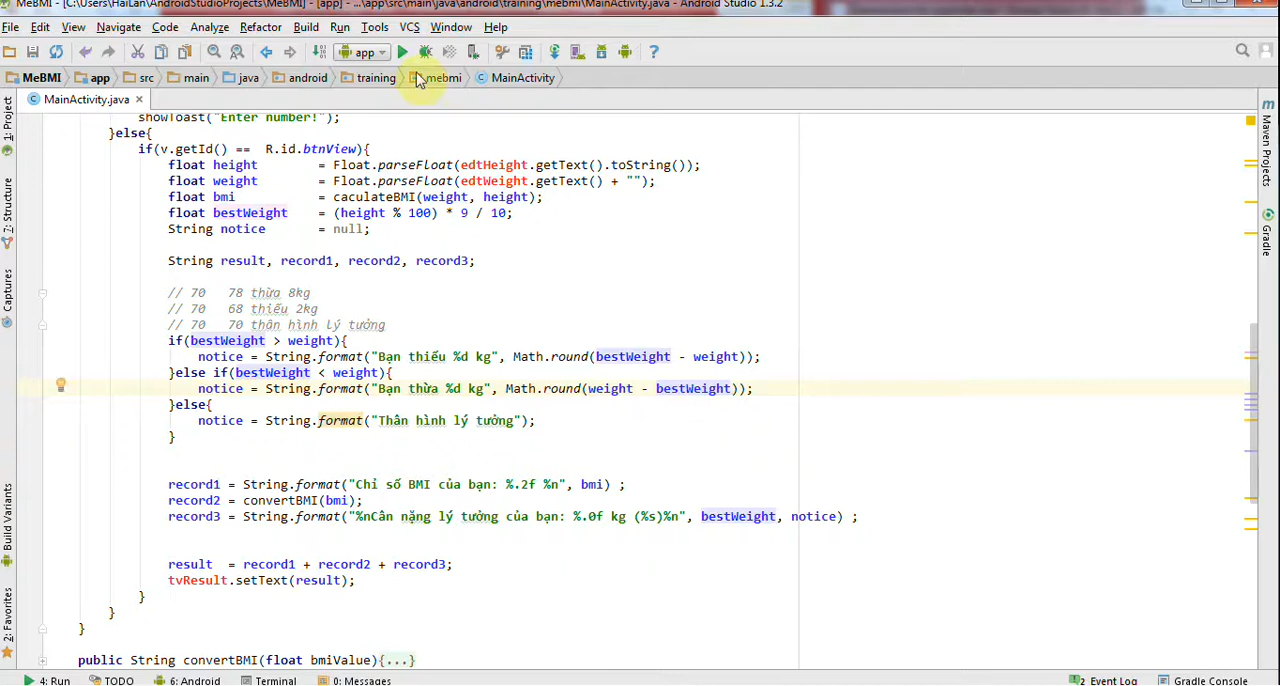 MeBMI - [C:\Users\HaiLan\AndroidStudioProjects\MeBMI] - [app] - ...\app\src\main\java\android\training\mebmi\MainActivity.java - Android Studio 1.3.2
File Edit View Navigate Code Analyze Refactor Build Run Tools VCS Window Help
app
MeBMI app src main java android training mebmi MainActivity
MainActivity.java
showToast("Enter number!");
}else{
if(v.getId() == R.id.btnView){
float height = Float.parseFloat(edtHeight.getText().toString());
float weight = Float.parseFloat(edtWeight.getText() + "");
float bmi = caculateBMI(weight, height);
float bestWeight = (height % 100) * 9 / 10;
String notice = null;
String result, record1, record2, record3;
// 70 78 thừa 8kg
// 70 68 thiếu 2kg
// 70 70 thân hình lý tưởng
if(bestWeight > weight){
notice = String.format("Bạn thiếu %d kg", Math.round(bestWeight - weight));
}else if(bestWeight < weight){
notice = String.format("Bạn thừa %d kg", Math.round(weight - bestWeight));
}else{
notice = String.format("Thân hình lý tưởng");
}
record1 = String.format("Chỉ số BMI của bạn: %.2f %n", bmi) ;
record2 = convertBMI(bmi);
record3 = String.format("%nCân nặng lý tưởng của bạn: %.0f kg (%s)%n", bestWeight, notice) ;
result = record1 + record2 + record3;
tvResult.setText(result);
}
}
}
public String convertBMI(float bmiValue){...}
1: Project
7: Structure
Captures
Build Variants
2: Favorites
Maven Projects
Gradle
4: Run TODO 6: Android Terminal 0: Messages 2 Event Log Gradle Console